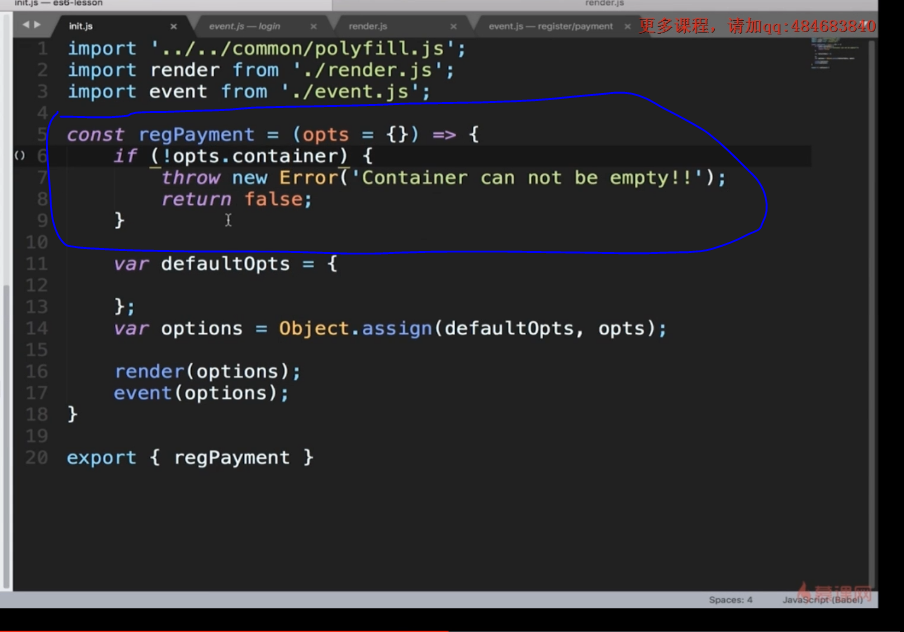 init.js — es6-lesson
render.js
init.js × event.js — login × render.js × event.js — register/payment ×
更多课程，请加qq:484683840
1 import '../../common/polyfill.js';
2 import render from './render.js';
3 import event from './event.js';
4
5 const regPayment = (opts = {}) => {
() 6 if (!opts.container) {
7 throw new Error('Container can not be empty!!');
8 return false;
9 }
10
11 var defaultOpts = {
12
13 };
14 var options = Object.assign(defaultOpts, opts);
15
16 render(options);
17 event(options);
18 }
19
20 export { regPayment }
慕课网
Spaces: 4 JavaScript (Babel)